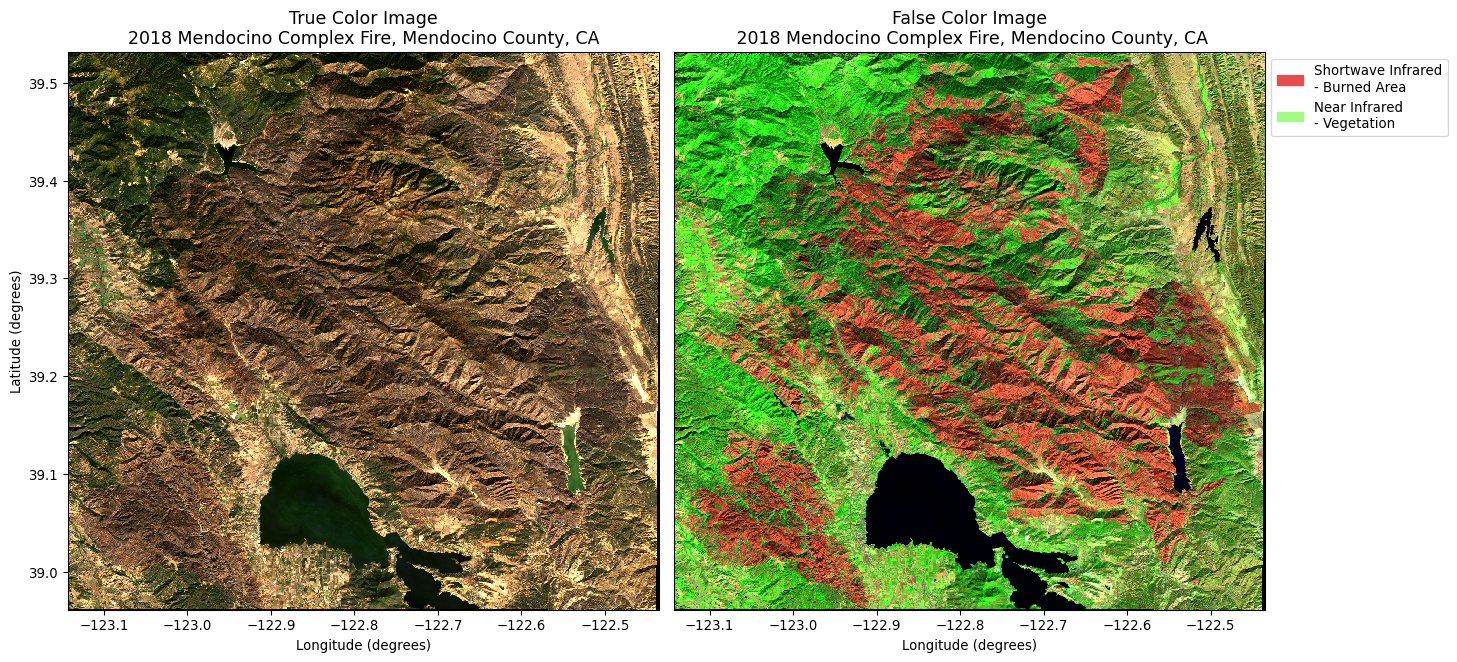 True Color Image
2018 Mendocino Complex Fire, Mendocino County, CA
39.5
39.4
39.3
39.2
39.1
39.0
Latitude (degrees)
−123.1 −123.0 −122.9 −122.8 −122.7 −122.6 −122.5
Longitude (degrees)
False Color Image
2018 Mendocino Complex Fire, Mendocino County, CA
−123.1 −123.0 −122.9 −122.8 −122.7 −122.6 −122.5
Longitude (degrees)
Shortwave Infrared
- Burned Area
Near Infrared
- Vegetation